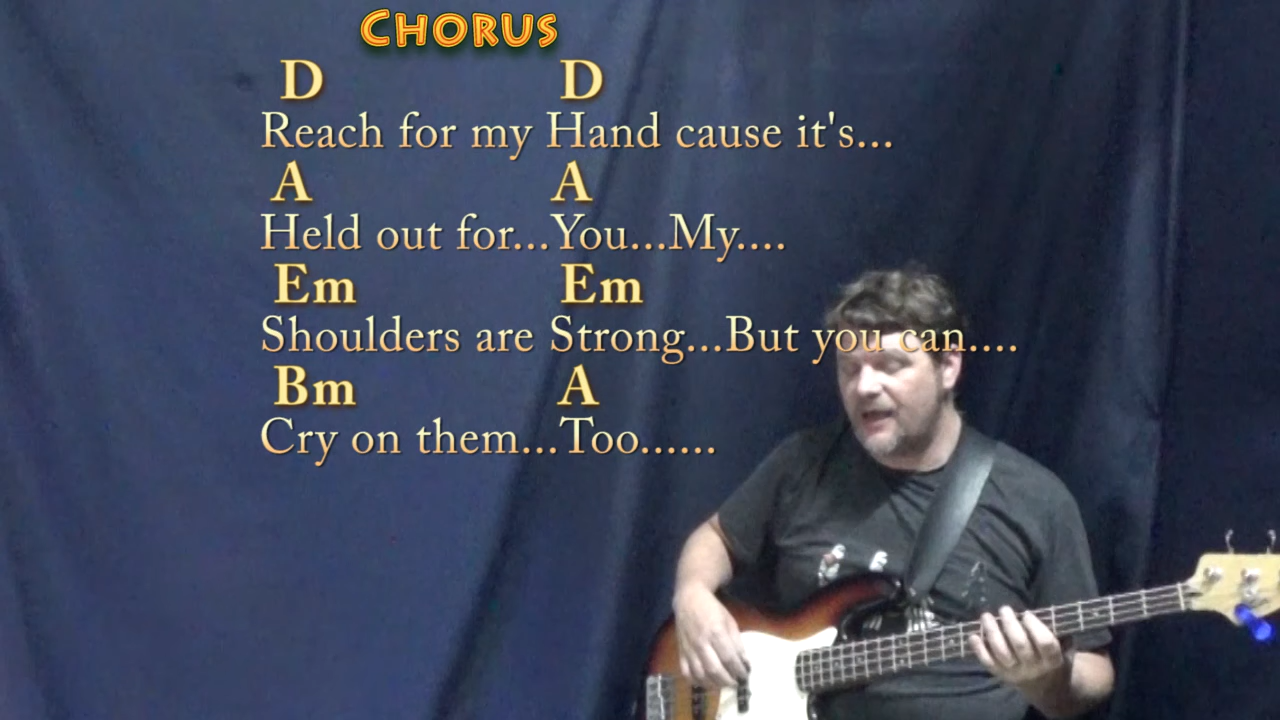 CHORUS
D D
Reach for my Hand cause it's...
A A
Held out for...You...My....
Em Em
Shoulders are Strong...But you can....
Bm A
Cry on them...Too......